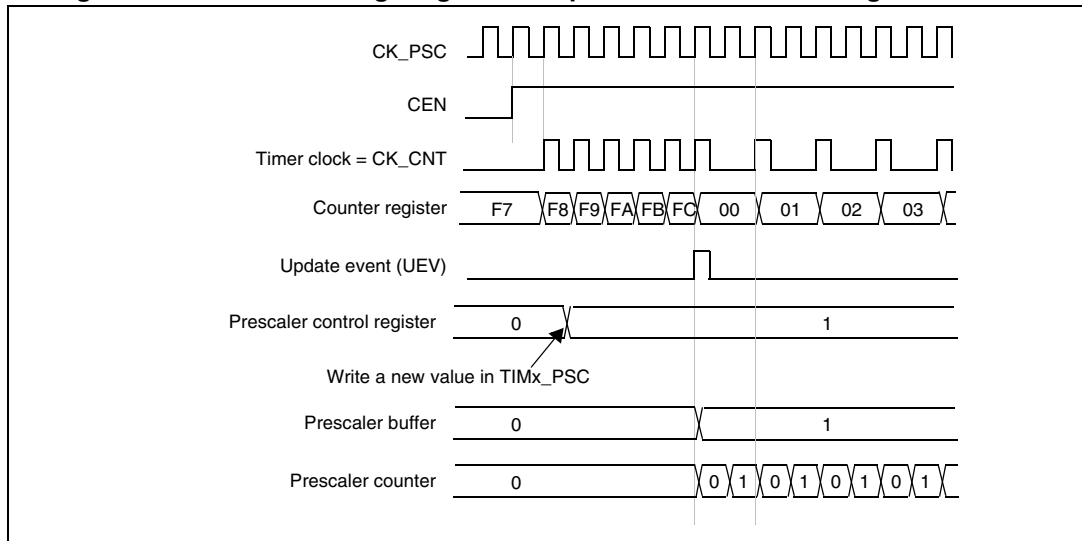 CK_PSC
CEN
Timer clock = CK_CNT
Counter register F7 F8 F9 FA FB FC 00 01 02 03
Update event (UEV)
Prescaler control register 0 1
Write a new value in TIMx_PSC
Prescaler buffer 0 1
Prescaler counter 0 0 1 0 1 0 1 0 1